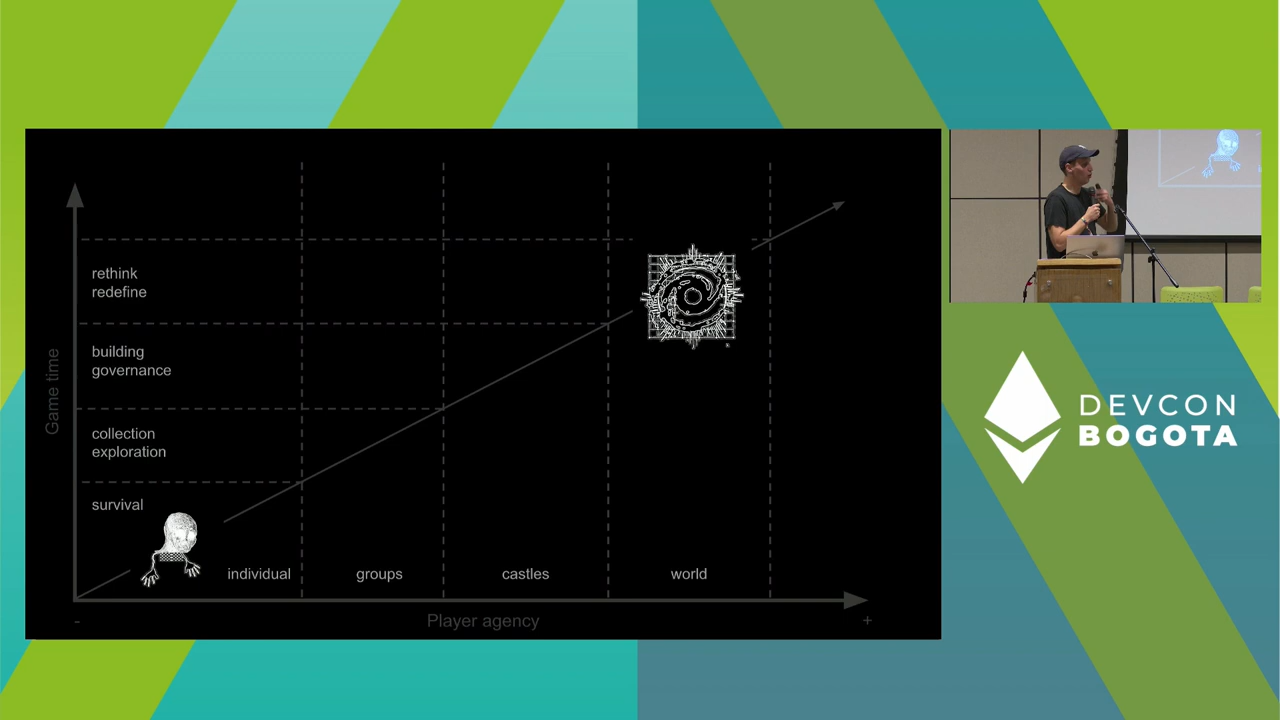 rethink
redefine
building
governance
collection
exploration
survival
Game time
individual
groups
castles
world
-
Player agency
+
DEVCON
BOGOTA